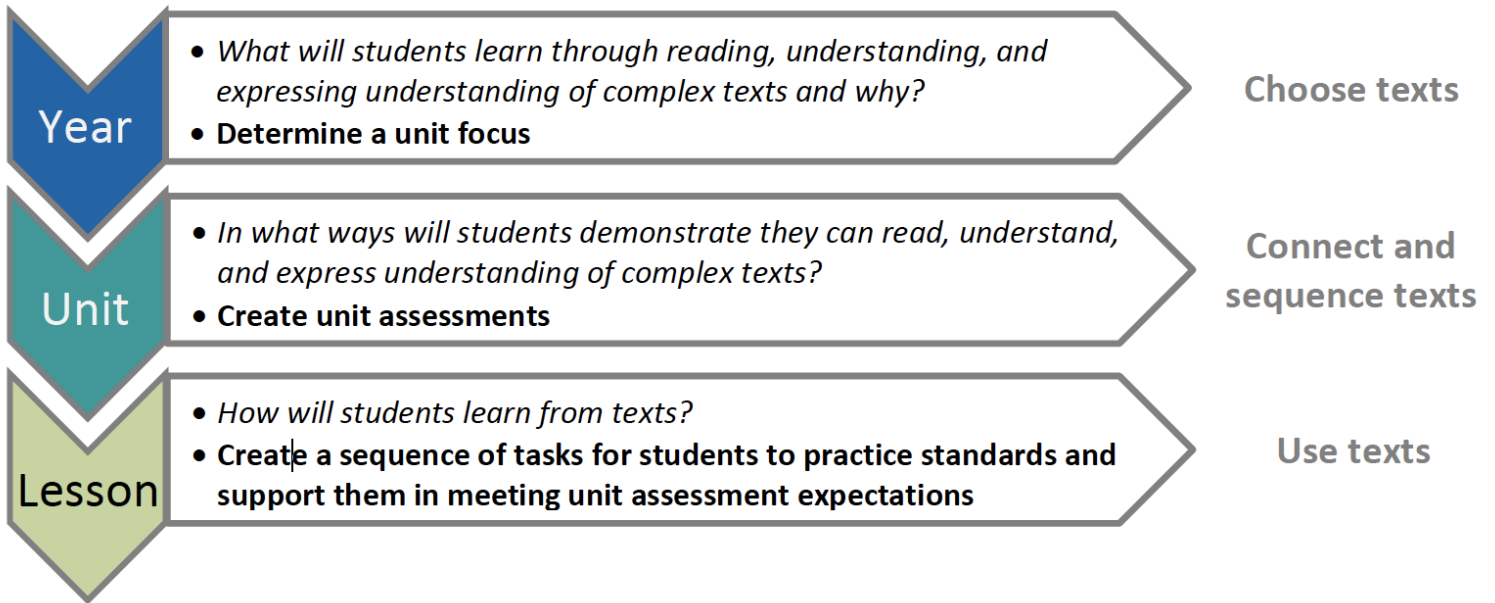 Year
• What will students learn through reading, understanding, and
expressing understanding of complex texts and why?
• Determine a unit focus
Choose texts
Unit
• In what ways will students demonstrate they can read, understand,
and express understanding of complex texts?
• Create unit assessments
Connect and
sequence texts
Lesson
• How will students learn from texts?
• Create a sequence of tasks for students to practice standards and
support them in meeting unit assessment expectations
Use texts